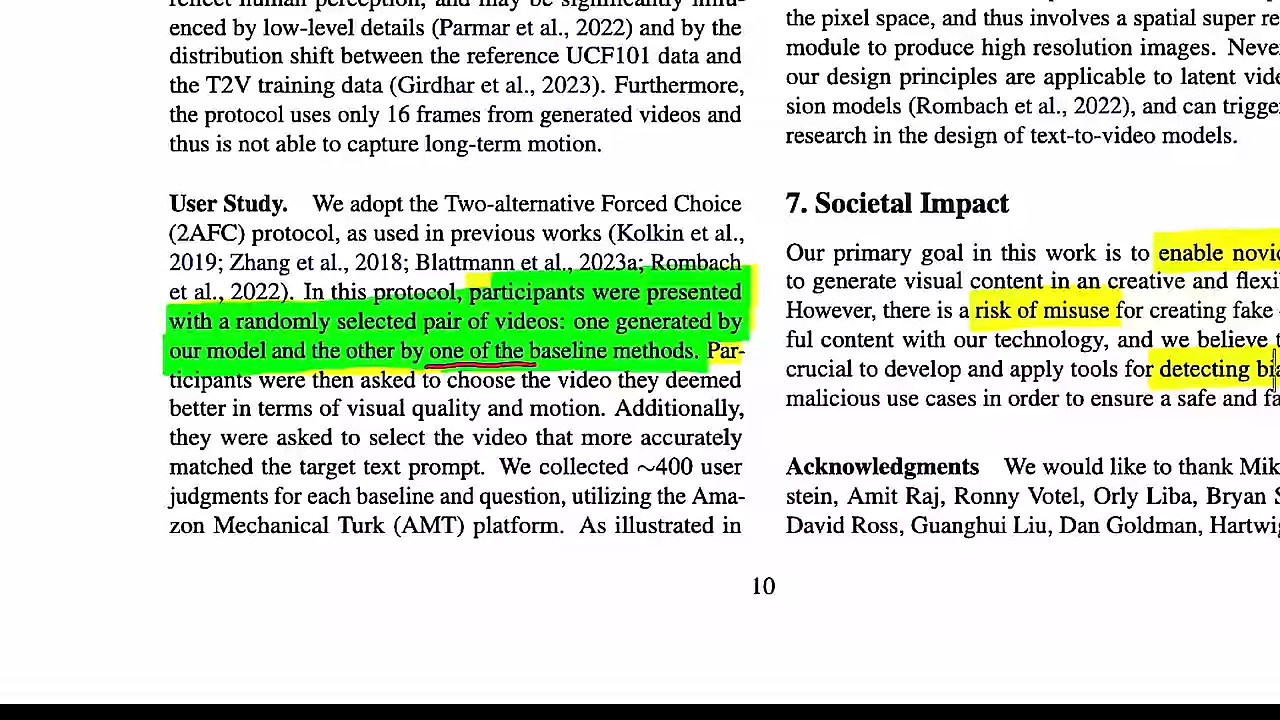 reflect human perception, and may be significantly influ-
enced by low-level details (Parmar et al., 2022) and by the
distribution shift between the reference UCF101 data and
the T2V training data (Girdhar et al., 2023). Furthermore,
the protocol uses only 16 frames from generated videos and
thus is not able to capture long-term motion.
User Study. We adopt the Two-alternative Forced Choice
(2AFC) protocol, as used in previous works (Kolkin et al.,
2019; Zhang et al., 2018; Blattmann et al., 2023a; Rombach
et al., 2022). In this protocol, participants were presented
with a randomly selected pair of videos: one generated by
our model and the other by one of the baseline methods. Par-
ticipants were then asked to choose the video they deemed
better in terms of visual quality and motion. Additionally,
they were asked to select the video that more accurately
matched the target text prompt. We collected ~400 user
judgments for each baseline and question, utilizing the Ama-
zon Mechanical Turk (AMT) platform. As illustrated in
the pixel space, and thus involves a spatial super re
module to produce high resolution images. Neve
our design principles are applicable to latent vide
sion models (Rombach et al., 2022), and can trigge
research in the design of text-to-video models.
7. Societal Impact
Our primary goal in this work is to enable novic
to generate visual content in an creative and flexi
However, there is a risk of misuse for creating fake
ful content with our technology, and we believe t
crucial to develop and apply tools for detecting bia
malicious use cases in order to ensure a safe and fa
Acknowledgments We would like to thank Mik
stein, Amit Raj, Ronny Votel, Orly Liba, Bryan S
David Ross, Guanghui Liu, Dan Goldman, Hartwig
10